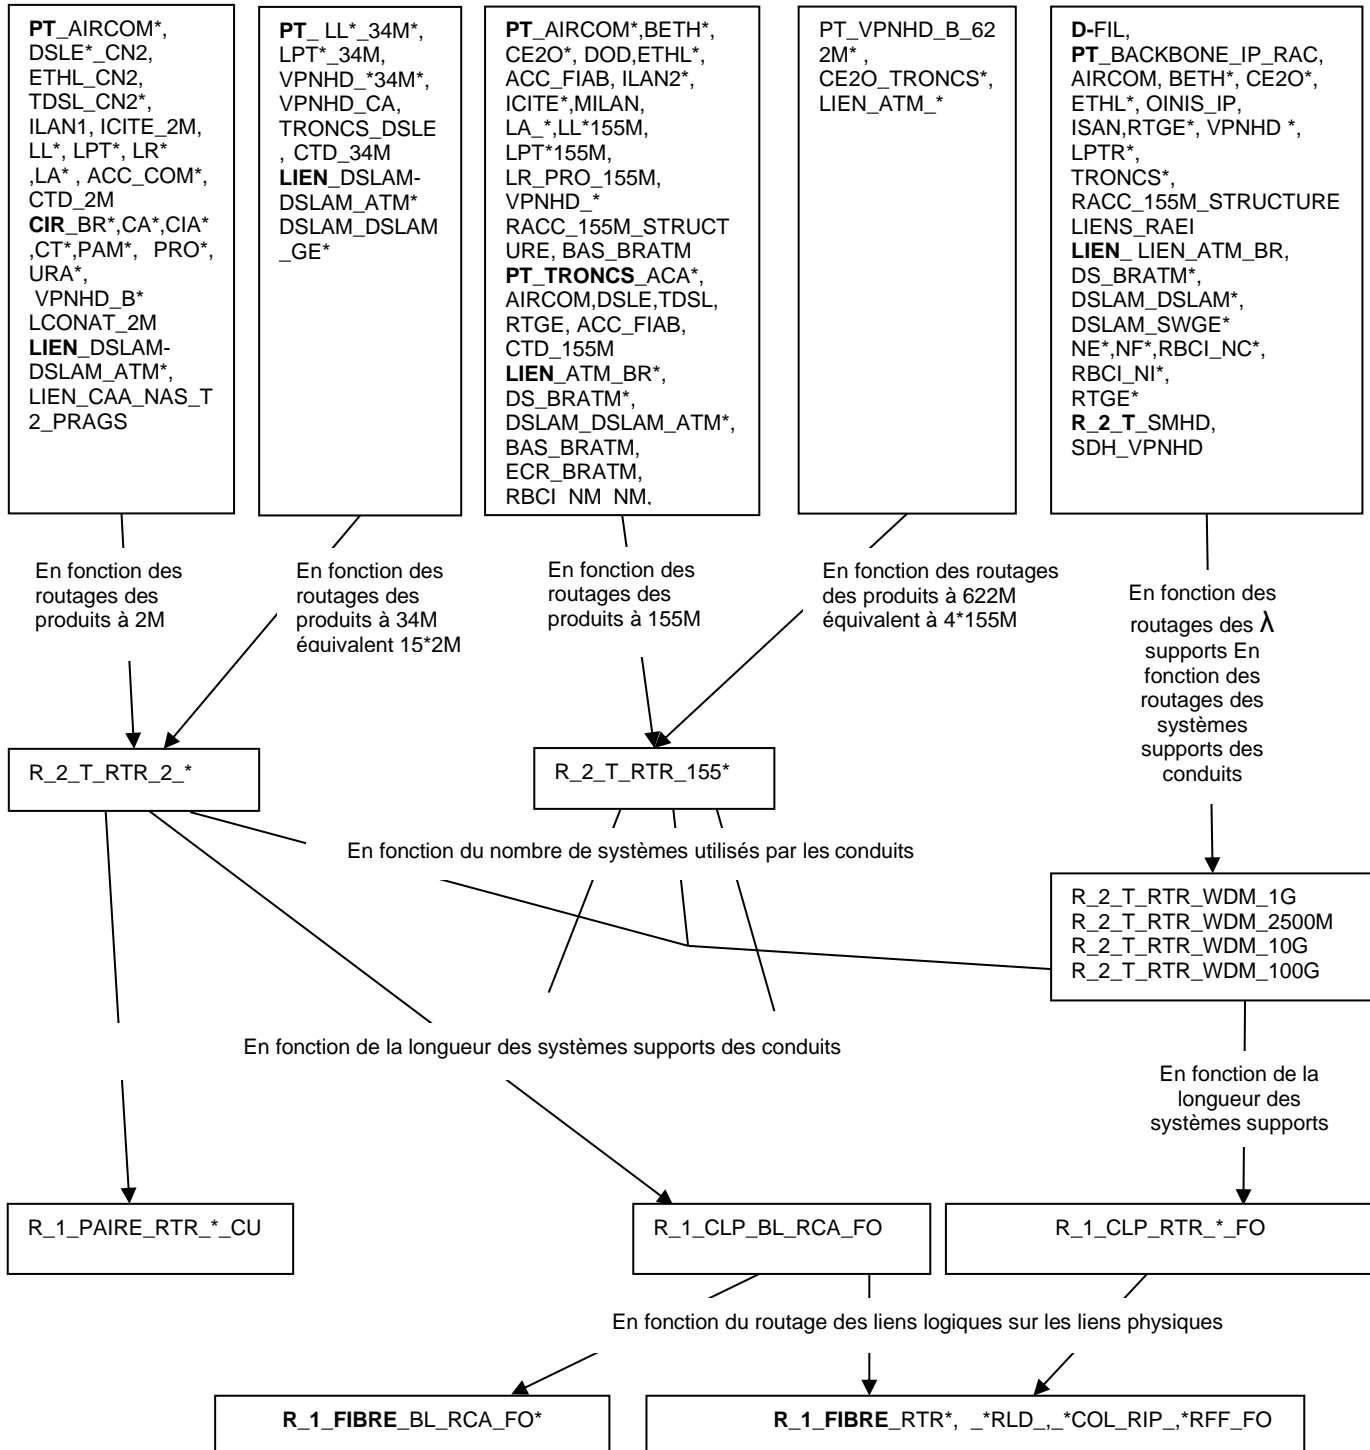 PT_AIRCOM*,
DSLE*_CN2,
ETHL_CN2,
TDSL_CN2*,
ILAN1, ICITE_2M,
LL*, LPT*, LR*
,LA* , ACC_COM*,
CTD_2M
CIR_BR*,CA*,CIA*
,CT*,PAM*, PRO*,
URA*,
VPNHD_B*
LCONAT_2M
LIEN_DSLAM-
DSLAM_ATM*,
LIEN_CAA_NAS_T
2_PRAGS
PT_ LL*_34M*,
LPT*_34M,
VPNHD_*34M*,
VPNHD_CA,
TRONCS_DSLE
, CTD_34M
LIEN_DSLAM-
DSLAM_ATM*
DSLAM_DSLAM
_GE*
PT_AIRCOM*,BETH*,
CE2O*, DOD,ETHL*,
ACC_FIAB, ILAN2*,
ICITE*,MILAN,
LA_*,LL*155M,
LPT*155M,
LR_PRO_155M,
VPNHD_*
RACC_155M_STRUCT
URE, BAS_BRATM
PT_TRONCS_ACA*,
AIRCOM,DSLE,TDSL,
RTGE, ACC_FIAB,
CTD_155M
LIEN_ATM_BR*,
DS_BRATM*,
DSLAM_DSLAM_ATM*,
BAS_BRATM,
ECR_BRATM,
RBCI_NM_NM,
PT_VPNHD_B_62
2M* ,
CE2O_TRONCS*,
LIEN_ATM_*
D-FIL,
PT_BACKBONE_IP_RAC,
AIRCOM, BETH*, CE2O*,
ETHL*, OINIS_IP,
ISAN,RTGE*, VPNHD *,
LPTR*,
TRONCS*,
RACC_155M_STRUCTURE
LIENS_RAEI
LIEN_ LIEN_ATM_BR,
DS_BRATM*,
DSLAM_DSLAM*,
DSLAM_SWGE*
NE*,NF*,RBCI_NC*,
RBCI_NI*,
RTGE*
R_2_T_SMHD,
SDH_VPNHD
En fonction des
routages des
produits à 2M
En fonction des
routages des
produits à 34M
équivalent 15*2M
En fonction des
routages des
produits à 155M
En fonction des routages
des produits à 622M
équivalent à 4*155M
En fonction des
routages des λ
supports En
fonction des
routages des
systèmes
supports des
conduits
R_2_T_RTR_2_*
R_2_T_RTR_155*
En fonction du nombre de systèmes utilisés par les conduits
R_2_T_RTR_WDM_1G
R_2_T_RTR_WDM_2500M
R_2_T_RTR_WDM_10G
R_2_T_RTR_WDM_100G
En fonction de la longueur des systèmes supports des conduits
En fonction de la
longueur des
systèmes supports
R_1_PAIRE_RTR_*_CU
R_1_CLP_BL_RCA_FO
R_1_CLP_RTR_*_FO
En fonction du routage des liens logiques sur les liens physiques
R_1_FIBRE_BL_RCA_FO*
R_1_FIBRE_RTR*, _*RLD_,_*COL_RIP_,*RFF_FO